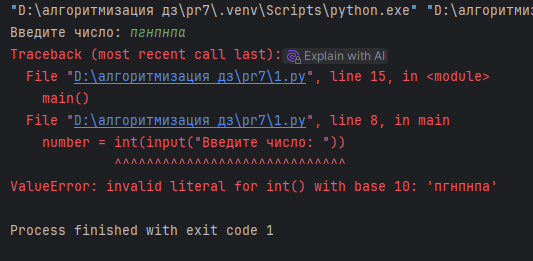 "D:\алгоритмизация дз\pr7\.venv\Scripts\python.exe" "D:\алгоритмиз
Введите число: пгнпнпа
Traceback (most recent call last): Explain with AI
  File "D:\алгоритмизация дз\pr7\1.py", line 15, in <module>
    main()
  File "D:\алгоритмизация дз\pr7\1.py", line 8, in main
    number = int(input("Введите число: "))
             ^^^^^^^^^^^^^^^^^^^^^^^^^^^^^
ValueError: invalid literal for int() with base 10: 'пгнпнпа'
Process finished with exit code 1